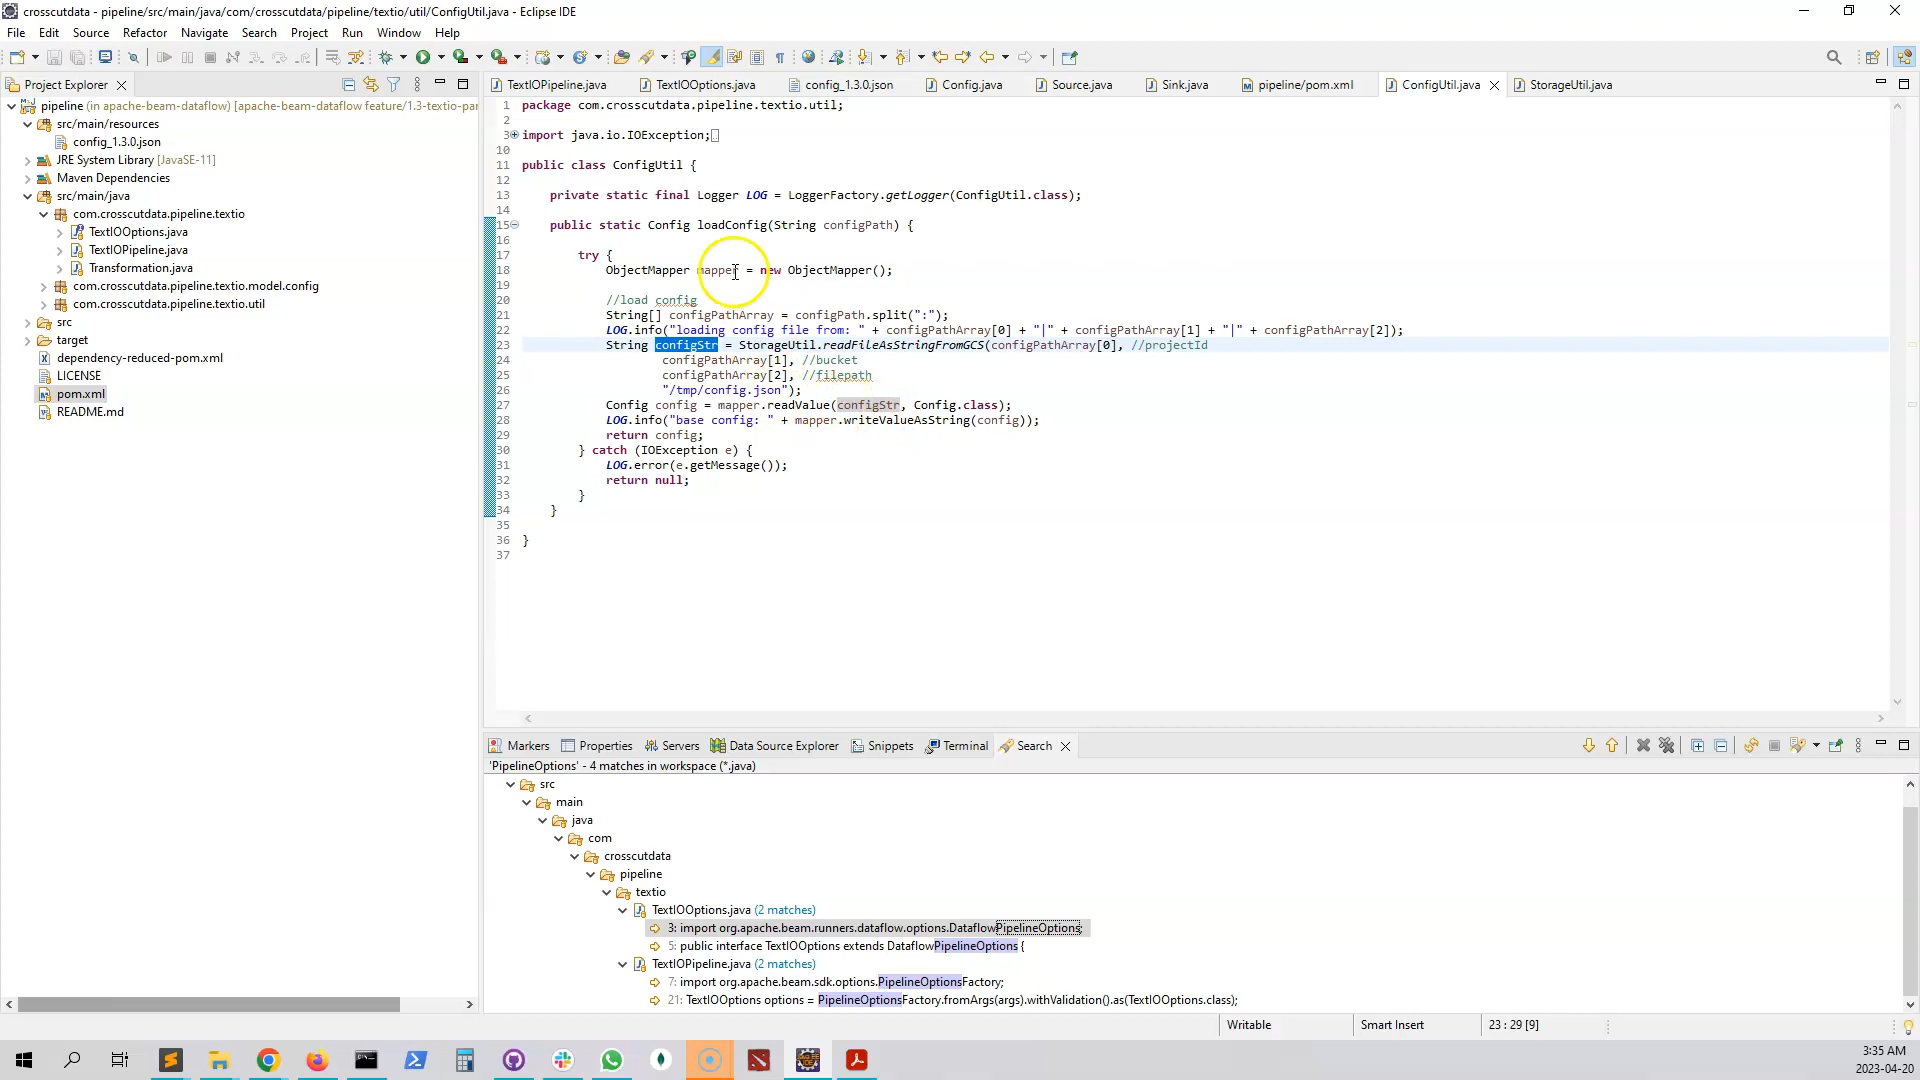 crosscutdata - pipeline/src/main/java/com/crosscutdata/pipeline/textio/util/ConfigUtil.java - Eclipse IDE
File Edit Source Refactor Navigate Search Project Run Window Help
Project Explorer
pipeline (in apache-beam-dataflow) [apache-beam-dataflow feature/1.3-textio-par
src/main/resources
config_1.3.0.json
JRE System Library [JavaSE-11]
Maven Dependencies
src/main/java
com.crosscutdata.pipeline.textio
TextIOOptions.java
TextIOPipeline.java
Transformation.java
com.crosscutdata.pipeline.textio.model.config
com.crosscutdata.pipeline.textio.util
src
target
dependency-reduced-pom.xml
LICENSE
pom.xml
README.md
TextIOPipeline.java TextIOOptions.java config_1.3.0.json Config.java Source.java Sink.java pipeline/pom.xml ConfigUtil.java StorageUtil.java
1 package com.crosscutdata.pipeline.textio.util;
2
3 import java.io.IOException;
10
11 public class ConfigUtil {
12
13 private static final Logger LOG = LoggerFactory.getLogger(ConfigUtil.class);
14
15 public static Config loadConfig(String configPath) {
16
17 try {
18 ObjectMapper mapper = new ObjectMapper();
19
20 //load config
21 String[] configPathArray = configPath.split(":");
22 LOG.info("loading config file from: " + configPathArray[0] + "|" + configPathArray[1] + "|" + configPathArray[2]);
23 String configStr = StorageUtil.readFileAsStringFromGCS(configPathArray[0], //projectId
24 configPathArray[1], //bucket
25 configPathArray[2], //filepath
26 "/tmp/config.json");
27 Config config = mapper.readValue(configStr, Config.class);
28 LOG.info("base config: " + mapper.writeValueAsString(config));
29 return config;
30 } catch (IOException e) {
31 LOG.error(e.getMessage());
32 return null;
33 }
34 }
35
36 }
37
Markers Properties Servers Data Source Explorer Snippets Terminal Search
'PipelineOptions' - 4 matches in workspace (*.java)
src
main
java
com
crosscutdata
pipeline
textio
TextIOOptions.java (2 matches)
3: import org.apache.beam.runners.dataflow.options.DataflowPipelineOptions;
5: public interface TextIOOptions extends DataflowPipelineOptions {
TextIOPipeline.java (2 matches)
7: import org.apache.beam.sdk.options.PipelineOptionsFactory;
21: TextIOOptions options = PipelineOptionsFactory.fromArgs(args).withValidation().as(TextIOOptions.class);
Writable Smart Insert 23 : 29 [9]
3:35 AM
2023-04-20